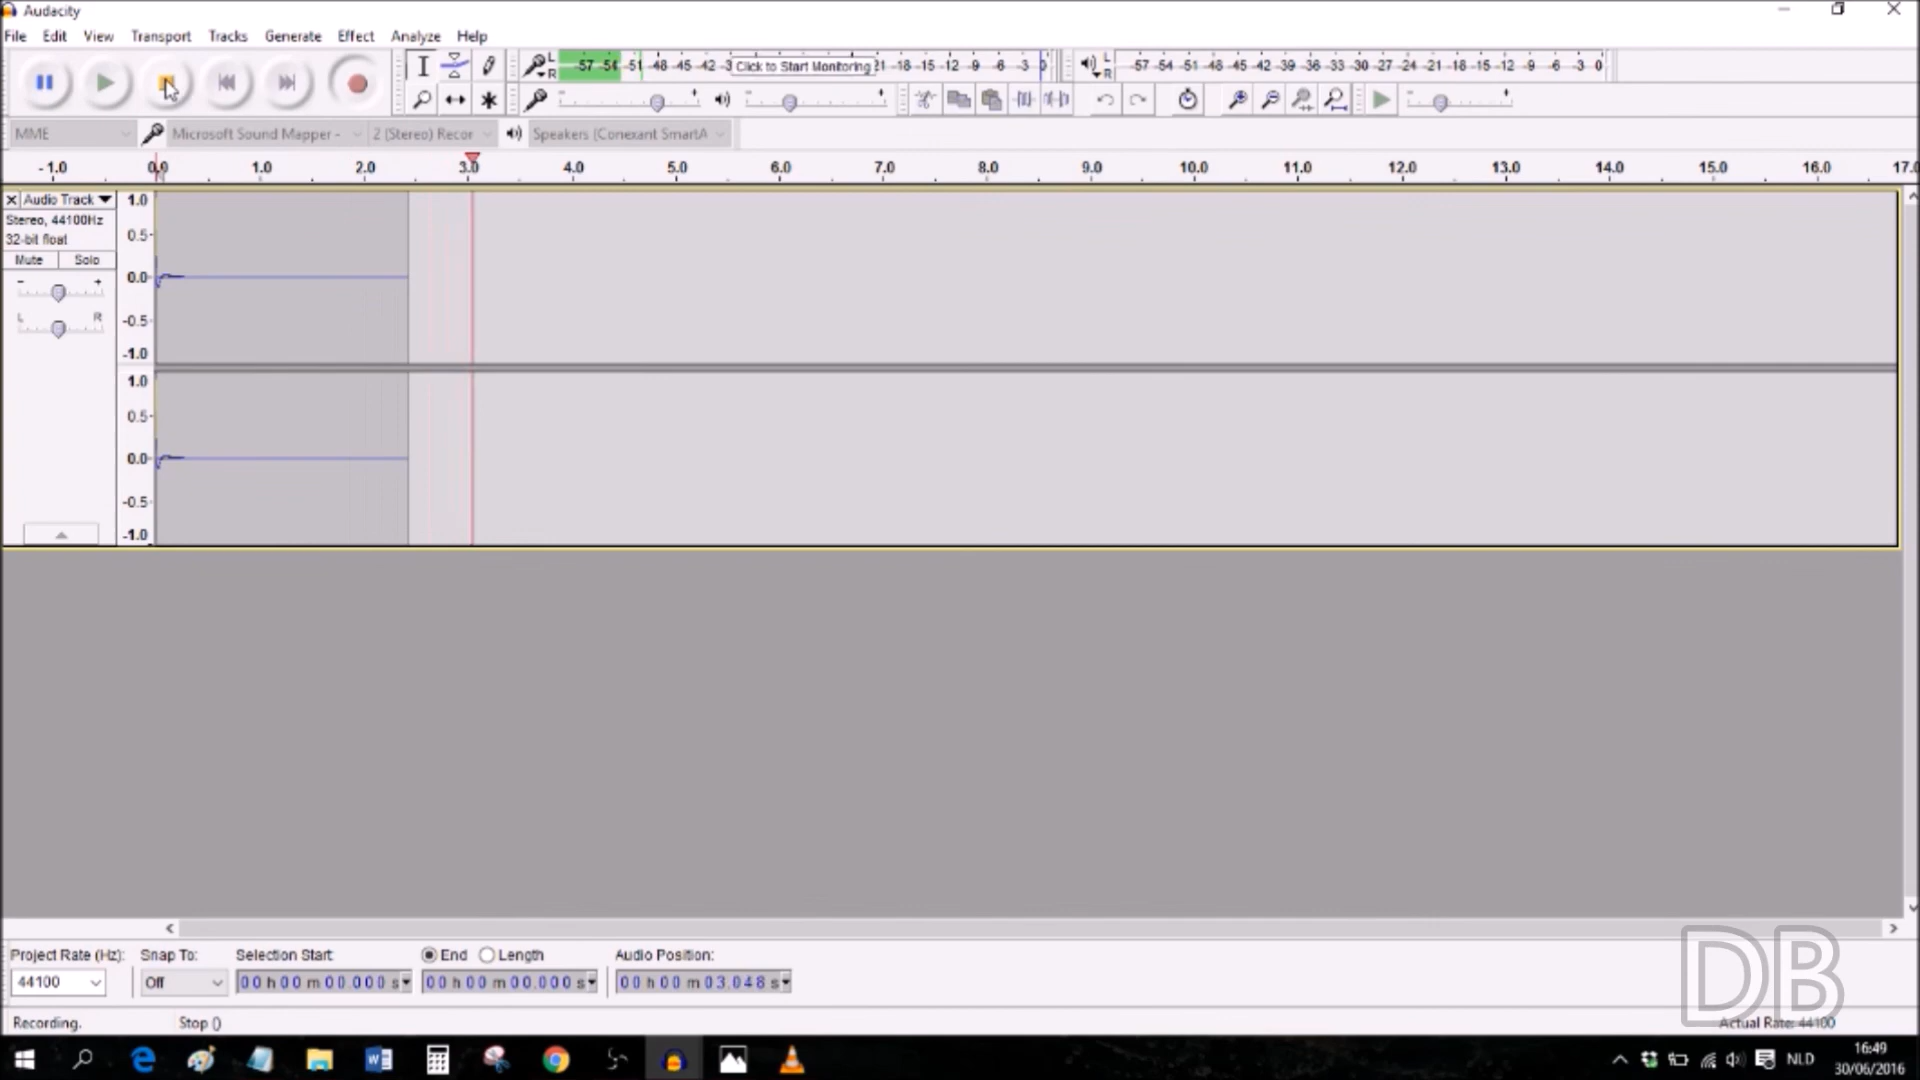 Audacity
File Edit View Transport Tracks Generate Effect Analyze Help
L R -57 -54 -51 -48 -45 -42 -3 Click to Start Monitoring 21 -18 -15 -12 -9 -6 -3 0 L R -57 -54 -51 -48 -45 -42 -39 -36 -33 -30 -27 -24 -21 -18 -15 -12 -9 -6 -3 0
MME Microsoft Sound Mapper - 2 (Stereo) Recor Speakers (Conexant SmartA
-1.0 0.0 1.0 2.0 3.0 4.0 5.0 6.0 7.0 8.0 9.0 10.0 11.0 12.0 13.0 14.0 15.0 16.0 17.0
Audio Track
Stereo, 44100Hz
32-bit float
Mute Solo
- +
L R
1.0
0.5-
0.0-
-0.5-
-1.0
1.0
0.5-
0.0-
-0.5-
-1.0
Project Rate (Hz): Snap To: Selection Start: End Length Audio Position:
44100 Off 00 h 00 m 00.000 s 00 h 00 m 00.000 s 00 h 00 m 03.048 s
DB
Recording. Stop () Actual Rate: 44100
NLD
16:49
30/06/2016